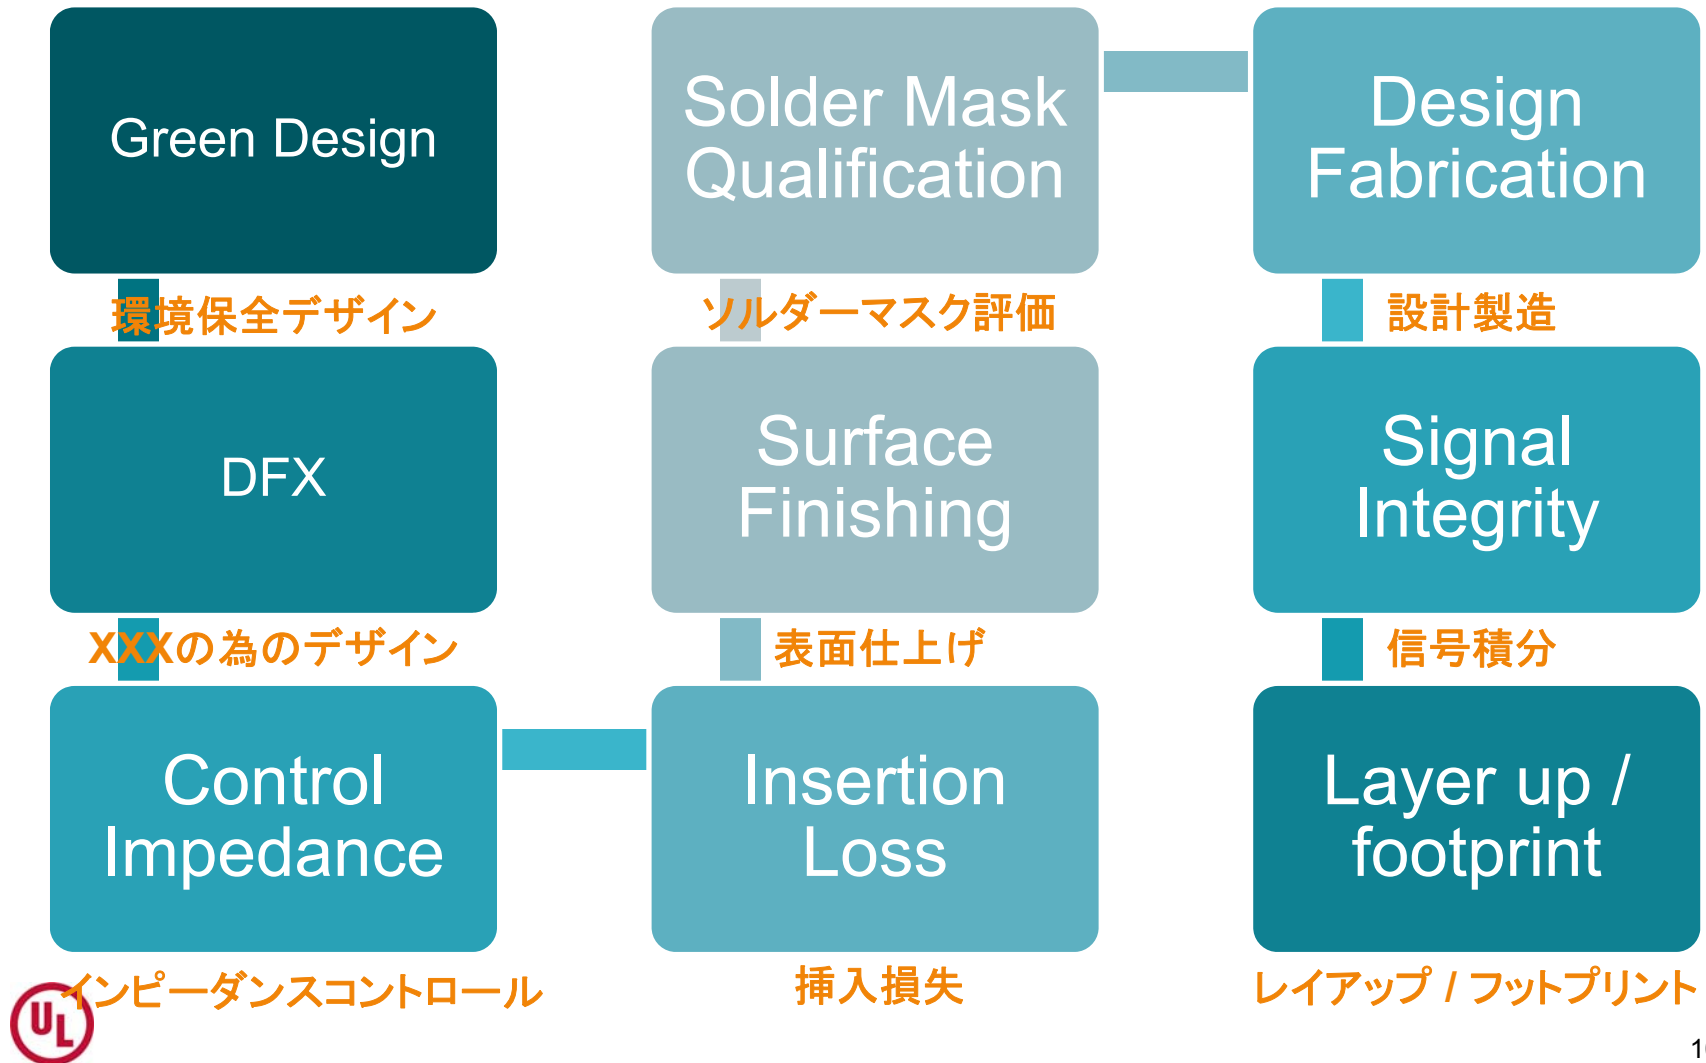 Green Design
環境保全デザイン
DFX
XXXの為のデザイン
Control
Impedance
インピーダンスコントロール
Solder Mask
Qualification
ソルダーマスク評価
Surface
Finishing
表面仕上げ
Insertion
Loss
挿入損失
Design
Fabrication
設計製造
Signal
Integrity
信号積分
Layer up /
footprint
レイアップ / フットプリント
UL